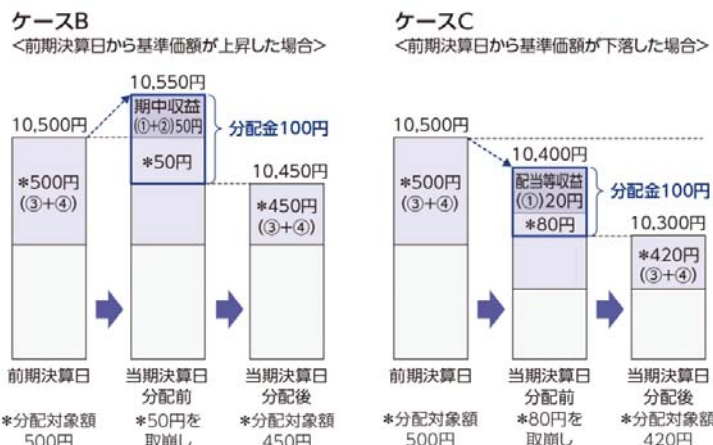 ケースB
<前期決算日から基準価額が上昇した場合>
10,550円
10,500円
期中収益
(①+②)50円
分配金100円
*50円
10,450円
*500円
(③+④)
*450円
(③+④)
前期決算日
当期決算日
分配前
当期決算日
分配後
*分配対象額
500円
*50円を
取崩し
*分配対象額
450円
ケースC
<前期決算日から基準価額が下落した場合>
10,500円
10,400円
*500円
(③+④)
配当等収益
(①)20円
分配金100円
*80円
10,300円
*420円
(③+④)
前期決算日
当期決算日
分配前
当期決算日
分配後
*分配対象額
500円
*80円を
取崩し
*分配対象額
420円